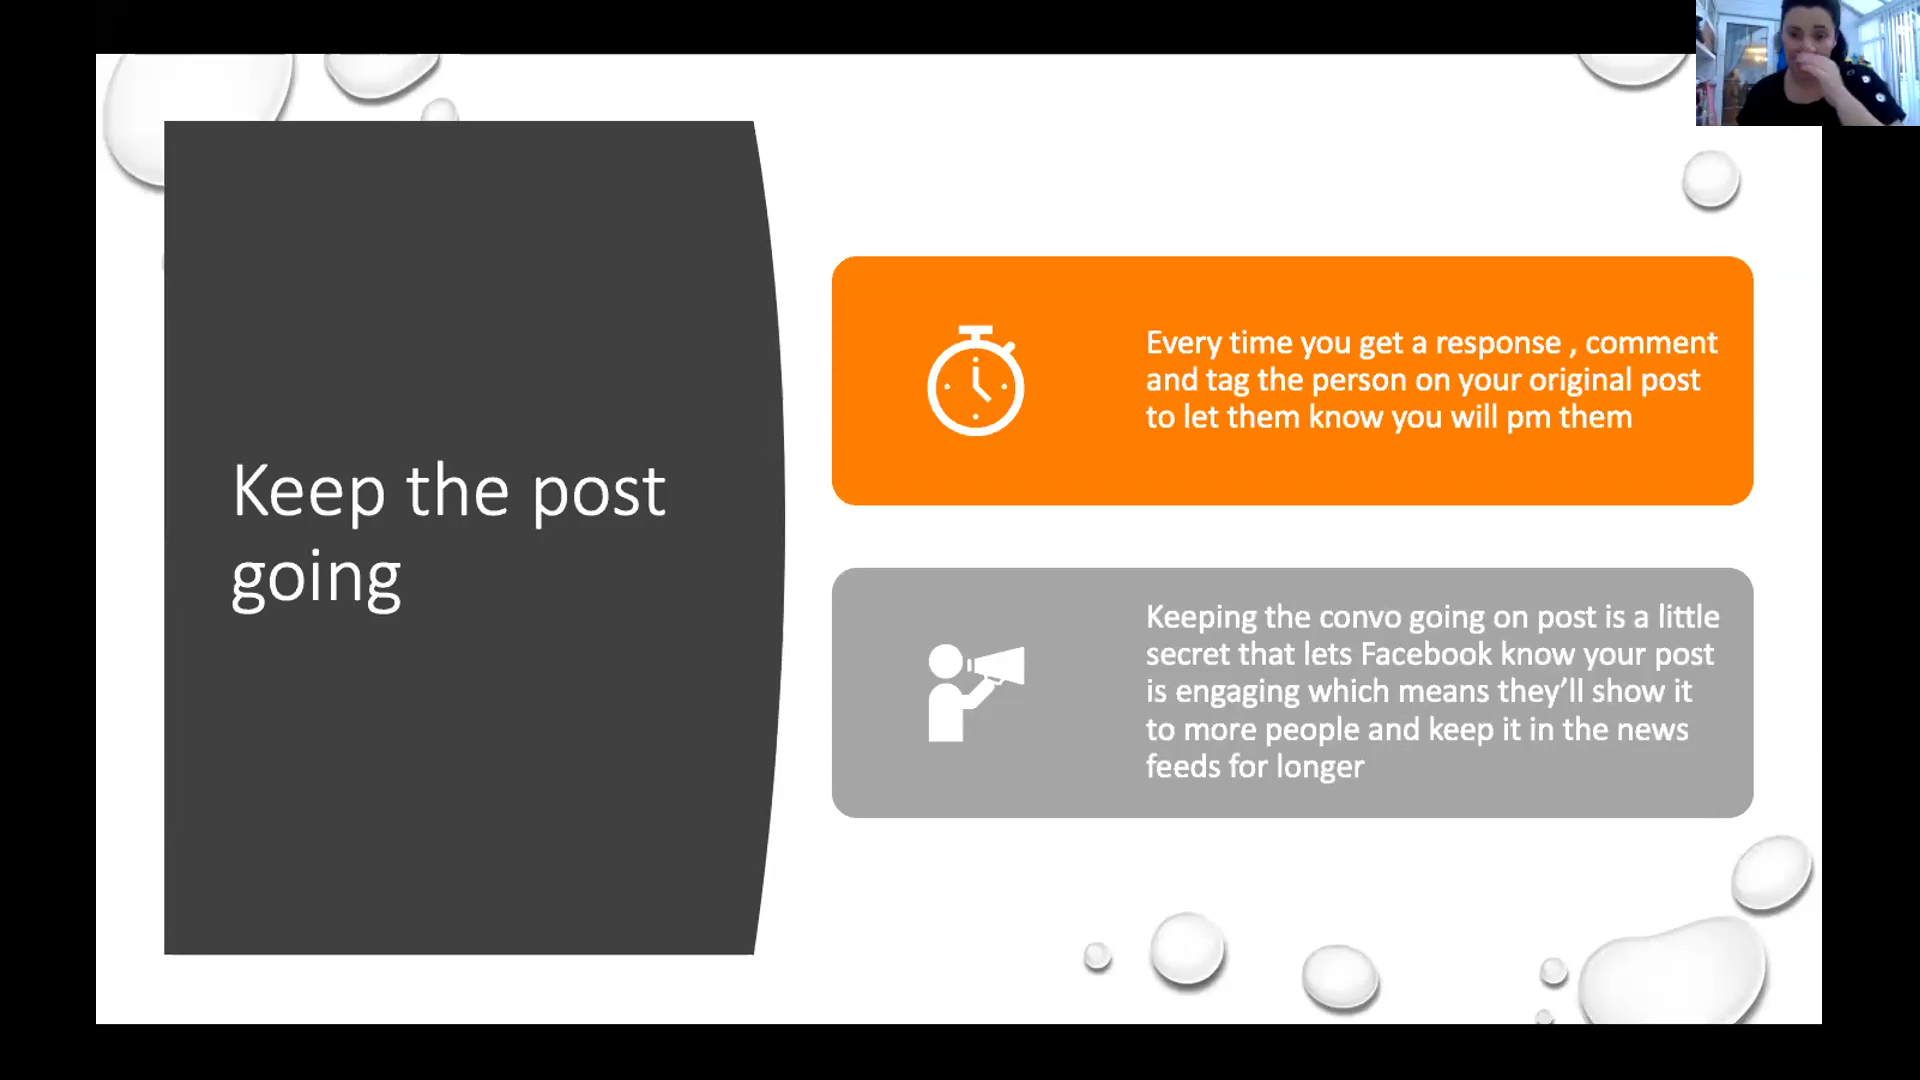 Keep the post
going
Every time you get a response , comment
and tag the person on your original post
to let them know you will pm them
Keeping the convo going on post is a little
secret that lets Facebook know your post
is engaging which means they’ll show it
to more people and keep it in the news
feeds for longer